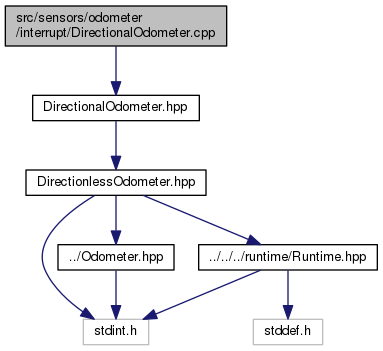 src/sensors/odometer
/interrupt/DirectionalOdometer.cpp
DirectionalOdometer.hpp
DirectionlessOdometer.hpp
../Odometer.hpp
../../../runtime/Runtime.hpp
stdint.h
stddef.h